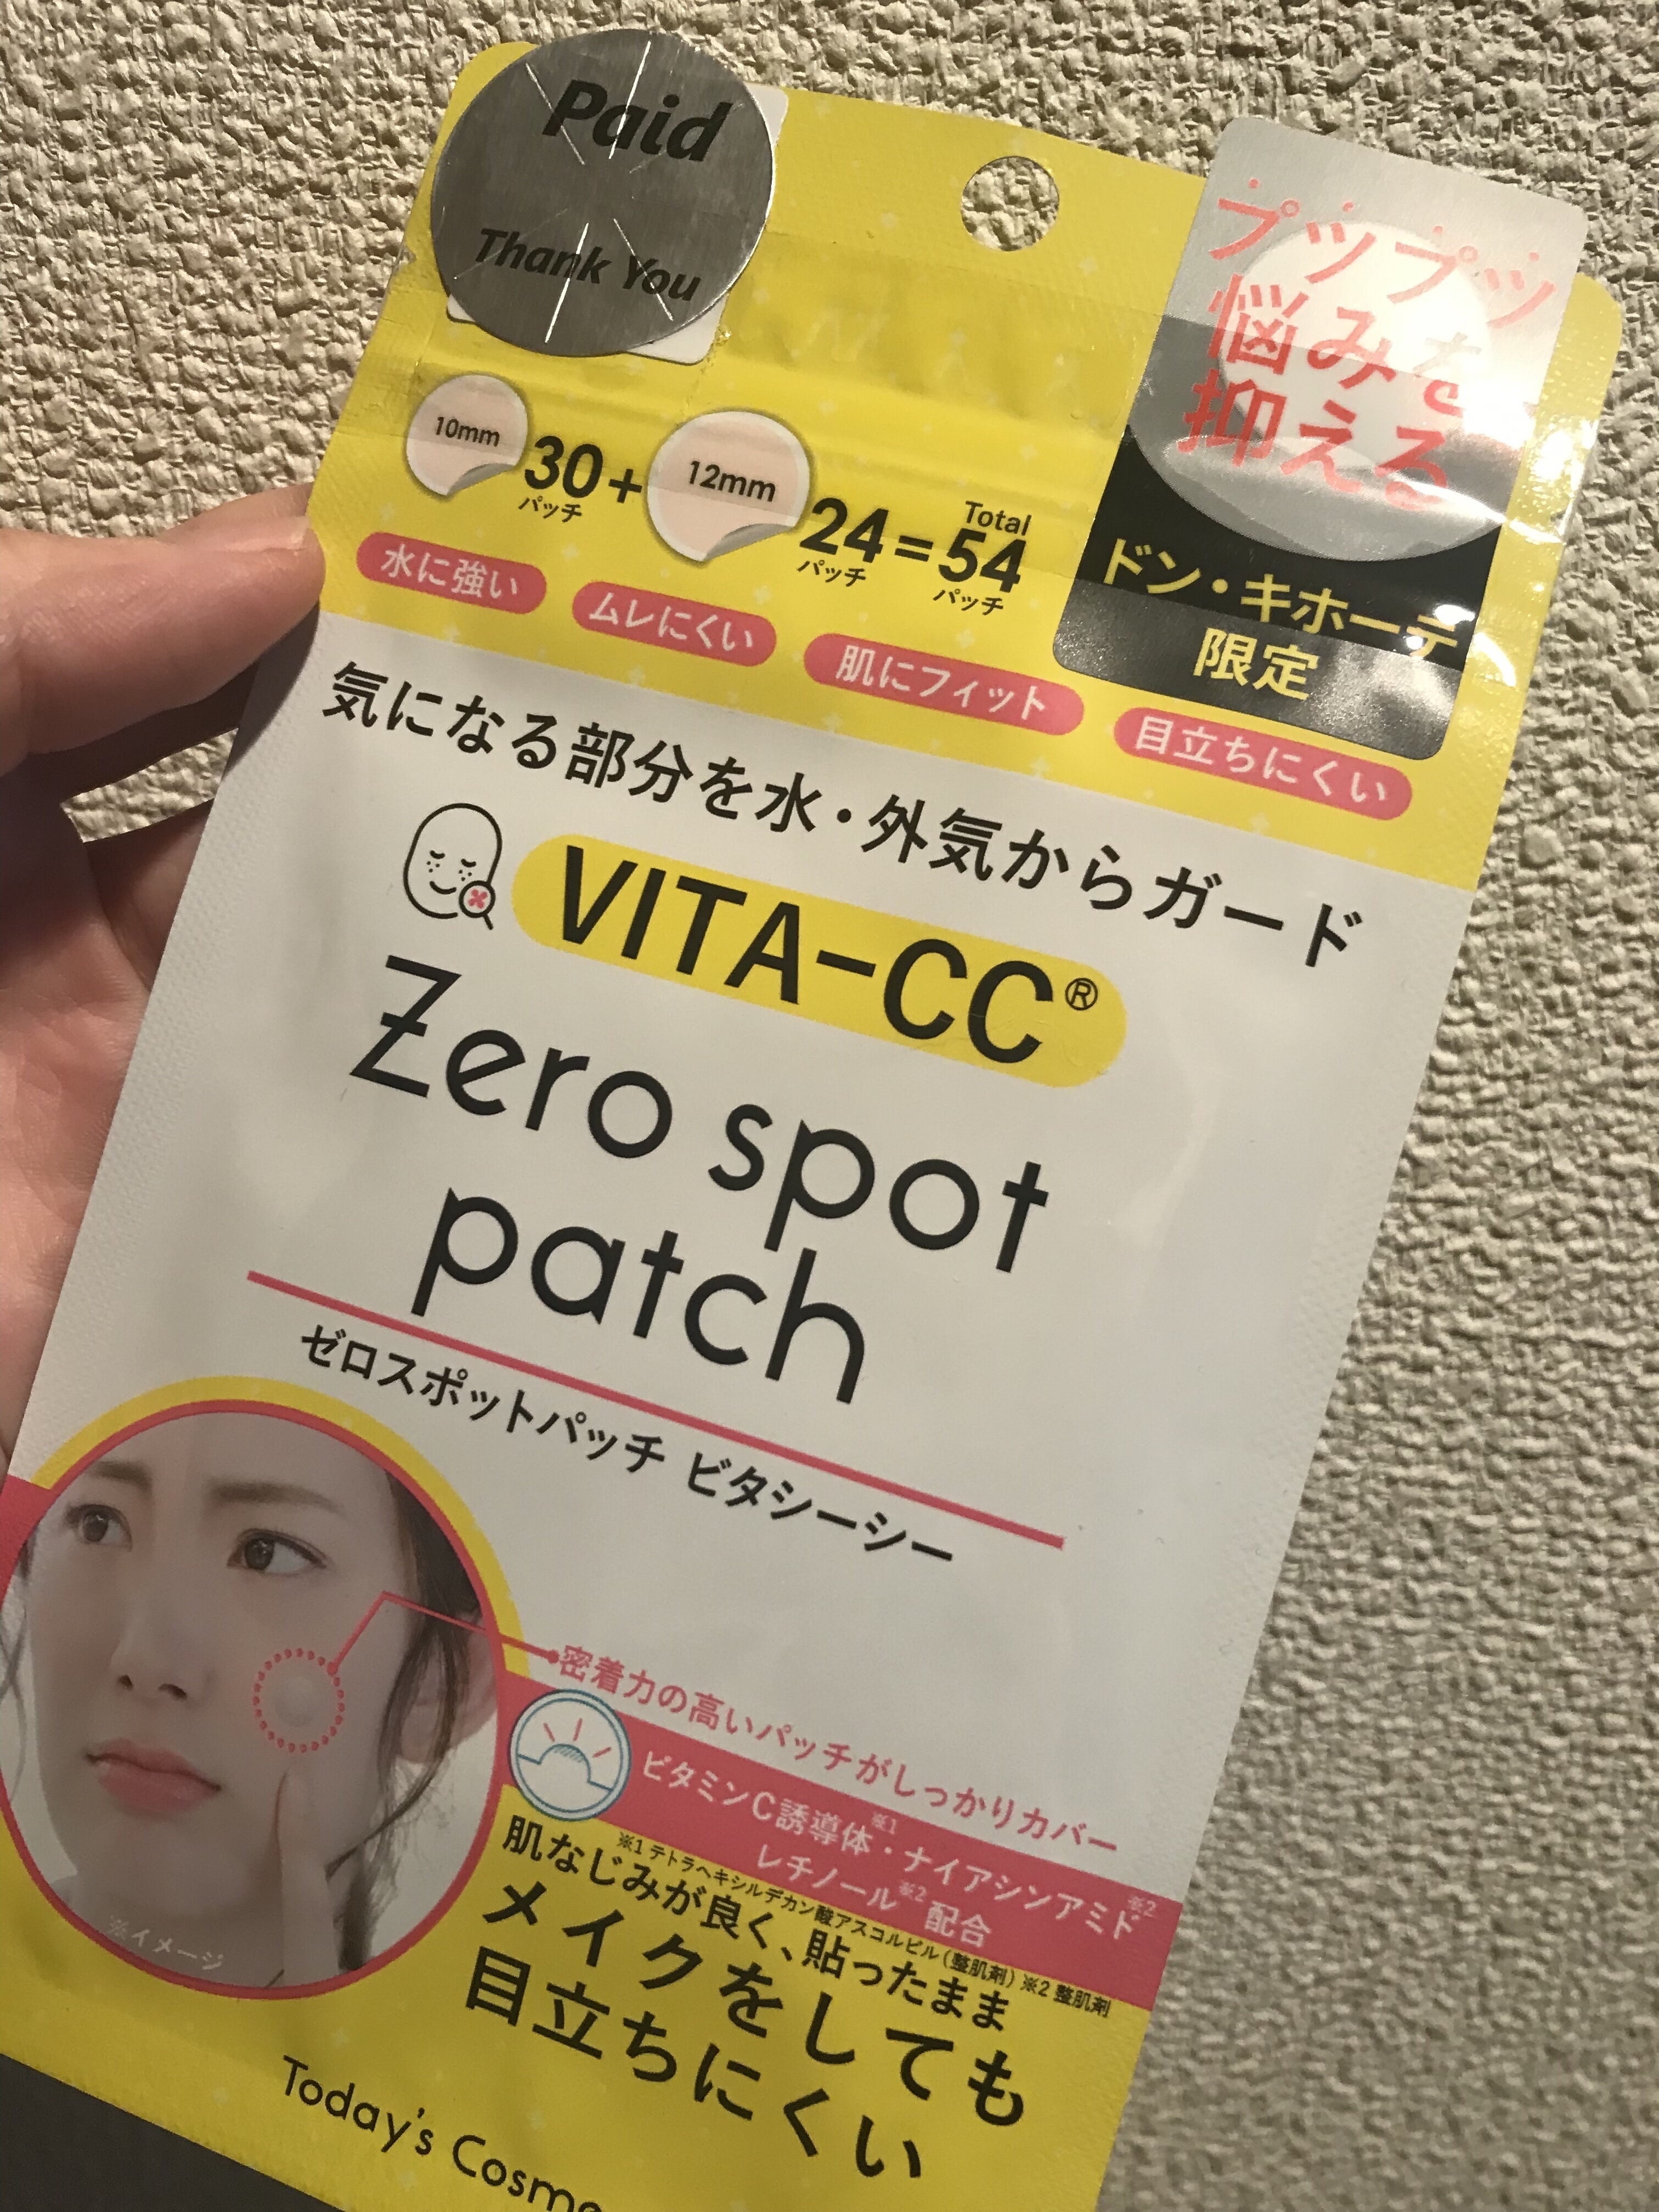 Paid
Thank You
プツプツ
悩みを
抑える
ドン・キホーテ
限定
10mm
30
パッチ
+
12mm
24
パッチ
=
Total
54
パッチ
水に強い
ムレにくい
肌にフィット
目立ちにくい
気になる部分を水・外気からガード
VITA-CC®
Zero spot
patch
ゼロスポットパッチ ビタシーシー
密着力の高いパッチがしっかりカバー
ビタミンC誘導体※1・ナイアシンアミド※2
レチノール※2 配合
※1 テトラヘキシルデカン酸アスコルビル(整肌剤) ※2 整肌剤
肌なじみが良く、貼ったまま
メイクをしても
目立ちにくい
※イメージ
Today's Cosme